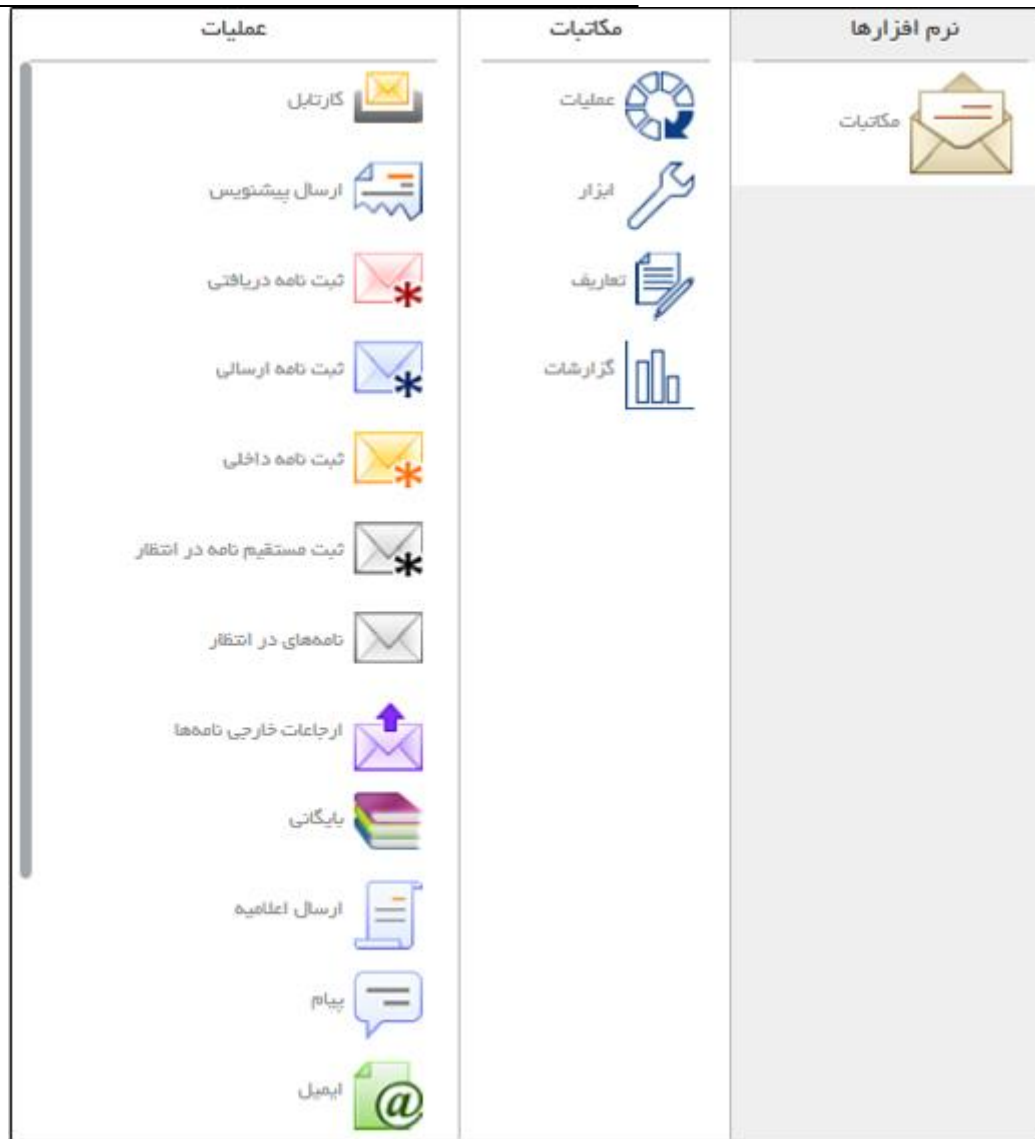 نرم افزارها
مکاتبات
مکاتبات
عملیات
ابزار
تعاریف
گزارشات
عملیات
کارتابل
ارسال پیشنویس
ثبت نامه دریافتی
ثبت نامه ارسالی
ثبت نامه داخلی
ثبت مستقیم نامه در انتظار
نامه‌های در انتظار
ارجاعات خارجی نامه‌ها
بایگانی
ارسال اعلامیه
پیام
ایمیل
@